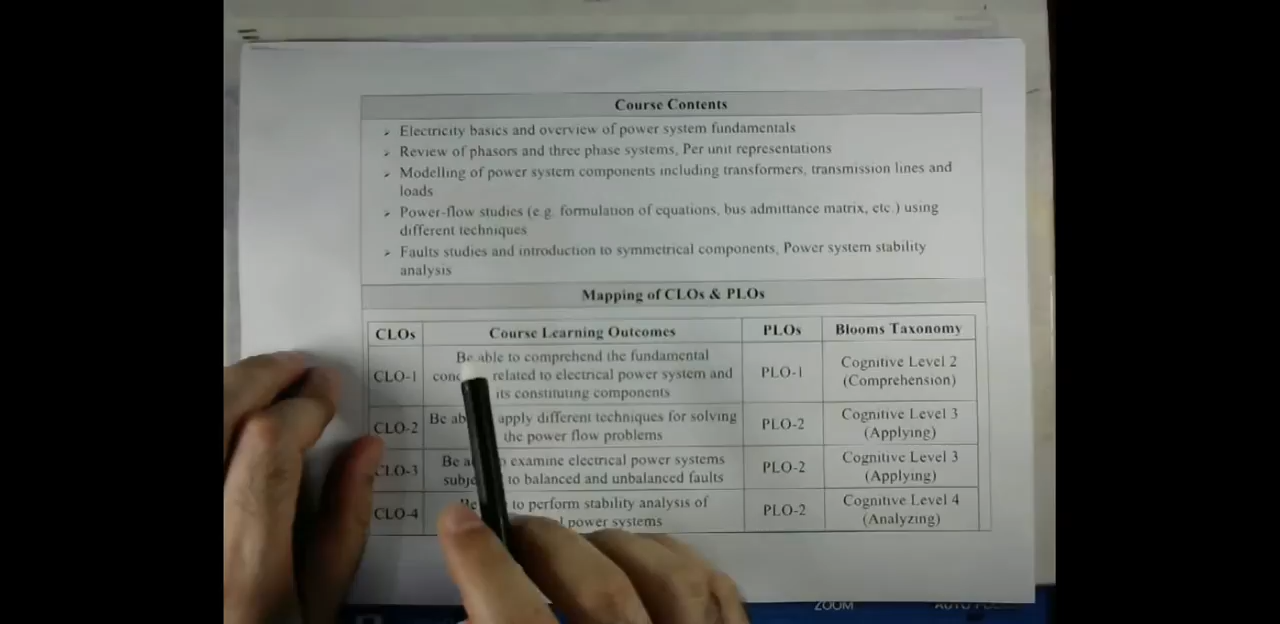 Course Contents
Electricity basics and overview of power system fundamentals
Review of phasors and three phase systems, Per unit representations
Modelling of power system components including transformers, transmission lines and
loads
Power-flow studies (e.g. formulation of equations, bus admittance matrix, etc.) using
different techniques
Faults studies and introduction to symmetrical components, Power system stability
analysis
Mapping of CLOs & PLOs
CLOs Course Learning Outcomes PLOs Blooms Taxonomy
CLO-1
Be able to comprehend the fundamental
related to electrical power system and
its constituting components
PLO-1
Cognitive Level 2
(Comprehension)
CLO-2
Be apply different techniques for solving
the power flow problems
PLO-2
Cognitive Level 3
(Applying)
CLO-3
Be examine electrical power systems
to balanced and unbalanced faults
PLO-2
Cognitive Level 3
(Applying)
CLO-4
to perform stability analysis of
power systems
PLO-2
Cognitive Level 4
(Analyzing)
ZOOM